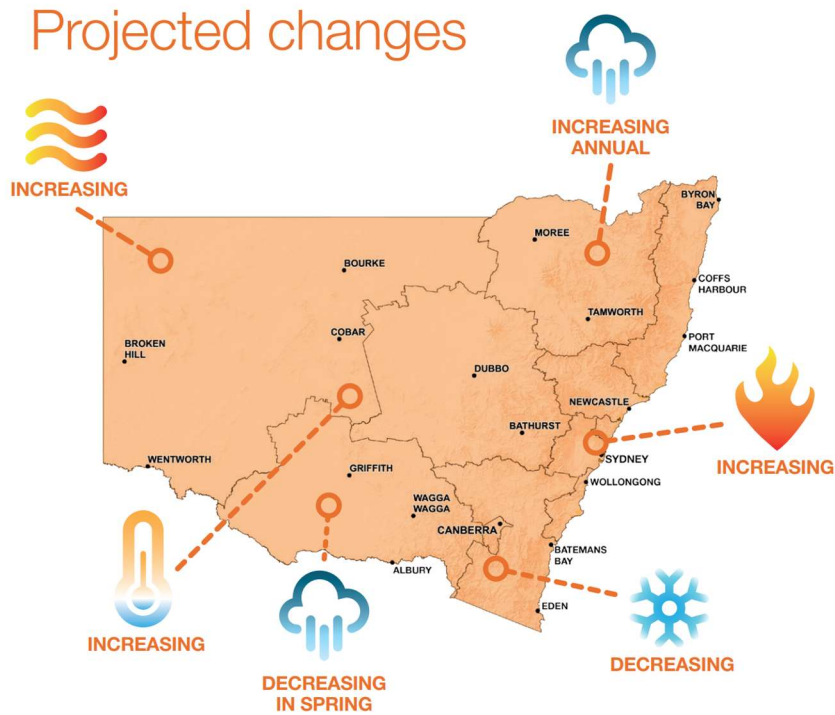 Projected changes
INCREASING
ANNUAL
INCREASING
BYRON
BAY
MOREE
BOURKE
COFFS
HARBOUR
TAMWORTH
COBAR
BROKEN
HILL
PORT
MACQUARIE
DUBBO
NEWCASTLE
BATHURST
INCREASING
WENTWORTH
SYDNEY
GRIFFITH
WOLLONGONG
WAGGA
WAGGA
CANBERRA
BATEMANS
BAY
ALBURY
EDEN
INCREASING
DECREASING
DECREASING
IN SPRING